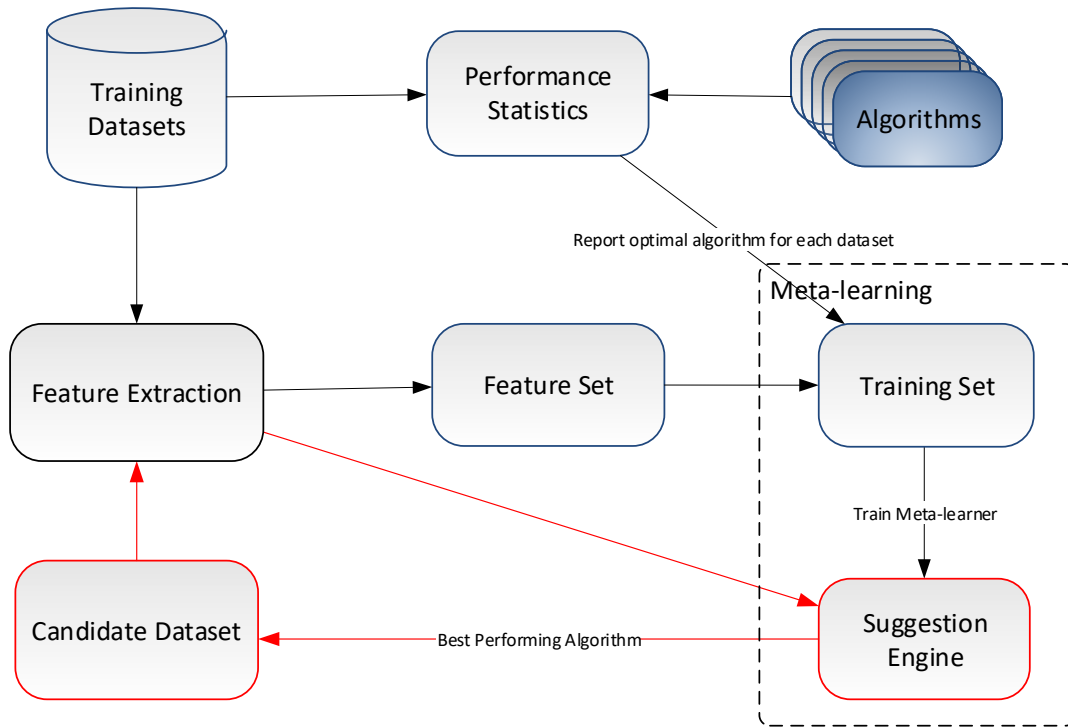 Training
Datasets
Performance
Statistics
Algorithms
Report optimal algorithm for each dataset
Meta-learning
Feature Extraction
Feature Set
Training Set
Train Meta-learner
Candidate Dataset
Best Performing Algorithm
Suggestion
Engine